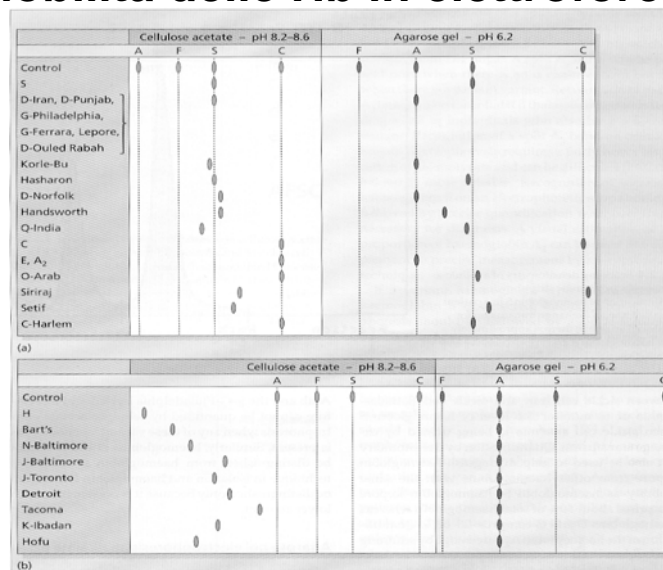 Cellulose acetate – pH 8.2–8.6 Agarose gel – pH 6.2
A F S C F A S C
Control
S
D-Iran, D-Punjab,
G-Philadelphia,
G-Ferrara, Lepore,
D-Ouled Rabah
Korle-Bu
Hasharon
D-Norfolk
Handsworth
Q-India
C
E, A₂
O-Arab
Siriraj
Setif
C-Harlem
(a)
Cellulose acetate – pH 8.2–8.6 Agarose gel – pH 6.2
A F S C F A S C
Control
H
Bart's
N-Baltimore
J-Baltimore
J-Toronto
Detroit
Tacoma
K-Ibadan
Hofu
(b)